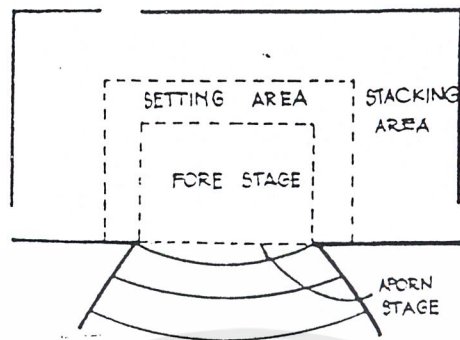 SETTING AREA
STACKING
AREA
FORE STAGE
APORN
STAGE